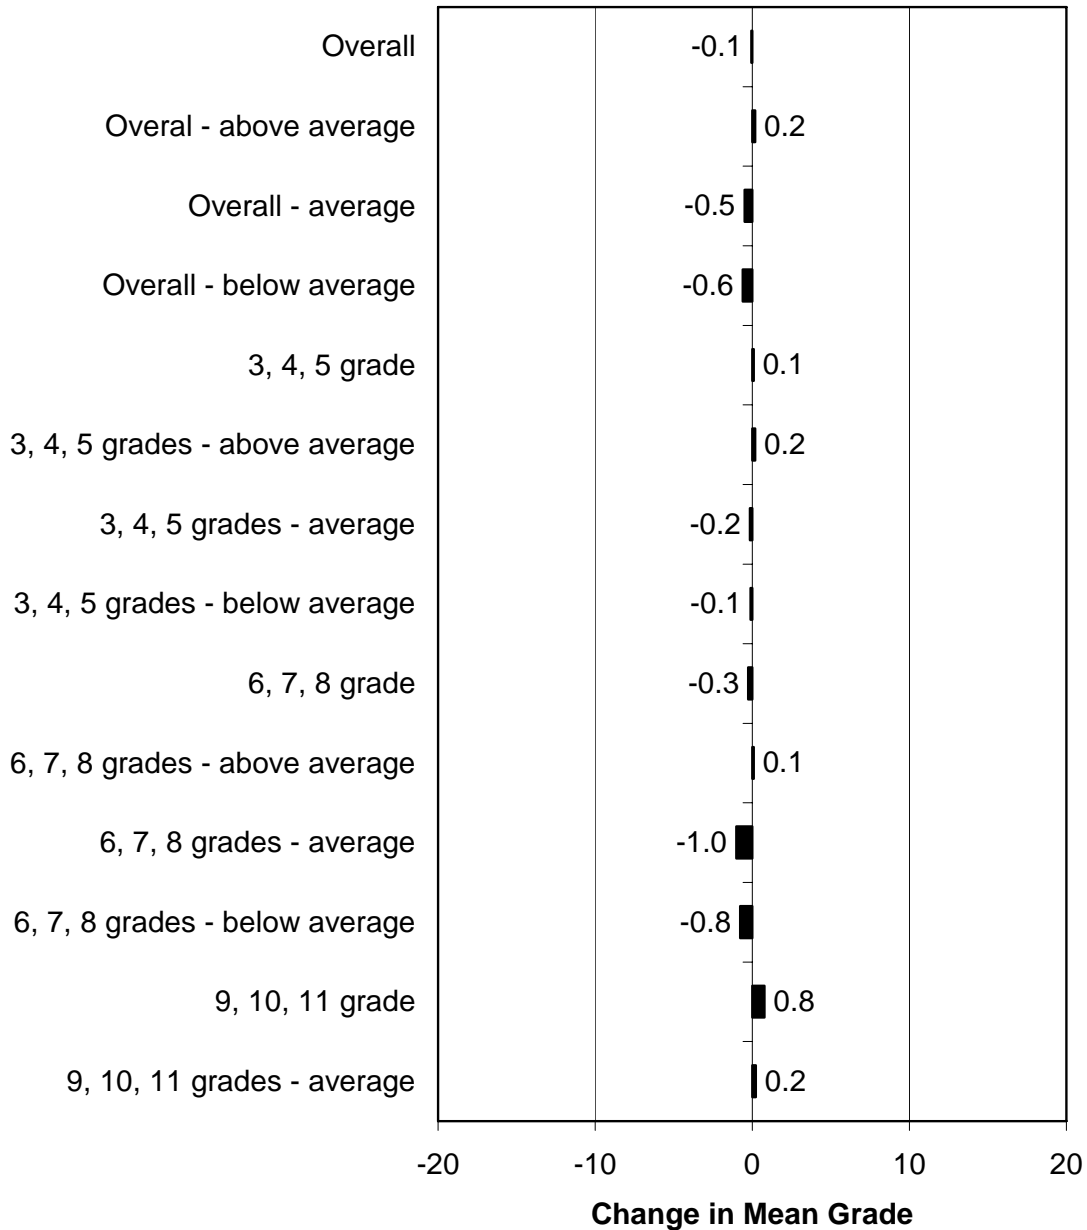 Overall -0.1
Overal - above average 0.2
Overall - average -0.5
Overall - below average -0.6
3, 4, 5 grade 0.1
3, 4, 5 grades - above average 0.2
3, 4, 5 grades - average -0.2
3, 4, 5 grades - below average -0.1
6, 7, 8 grade -0.3
6, 7, 8 grades - above average 0.1
6, 7, 8 grades - average -1.0
6, 7, 8 grades - below average -0.8
9, 10, 11 grade 0.8
9, 10, 11 grades - average 0.2
-20 -10 0 10 20
Change in Mean Grade